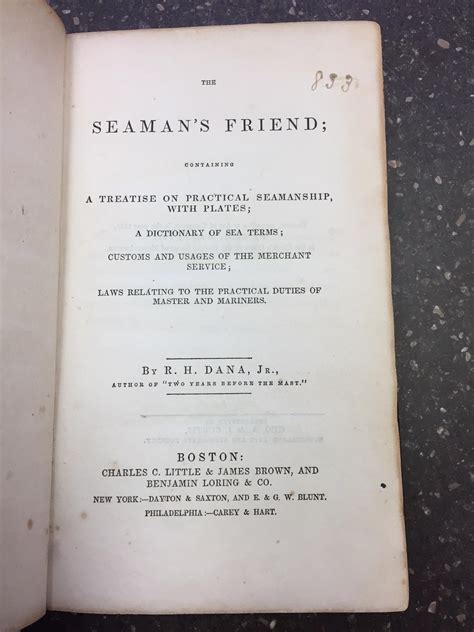 833
THE
SEAMAN'S FRIEND;
CONTAINING
A TREATISE ON PRACTICAL SEAMANSHIP,
WITH PLATES;
A DICTIONARY OF SEA TERMS;
CUSTOMS AND USAGES OF THE MERCHANT
SERVICE;
LAWS RELATING TO THE PRACTICAL DUTIES OF
MASTER AND MARINERS.
BY R. H. DANA, JR.,
AUTHOR OF "TWO YEARS BEFORE THE MAST."
BOSTON:
CHARLES C. LITTLE & JAMES BROWN, AND
BENJAMIN LORING & CO.
NEW YORK:—DAYTON & SAXTON, AND E. & G. W. BLUNT.
PHILADELPHIA:—CAREY & HART.